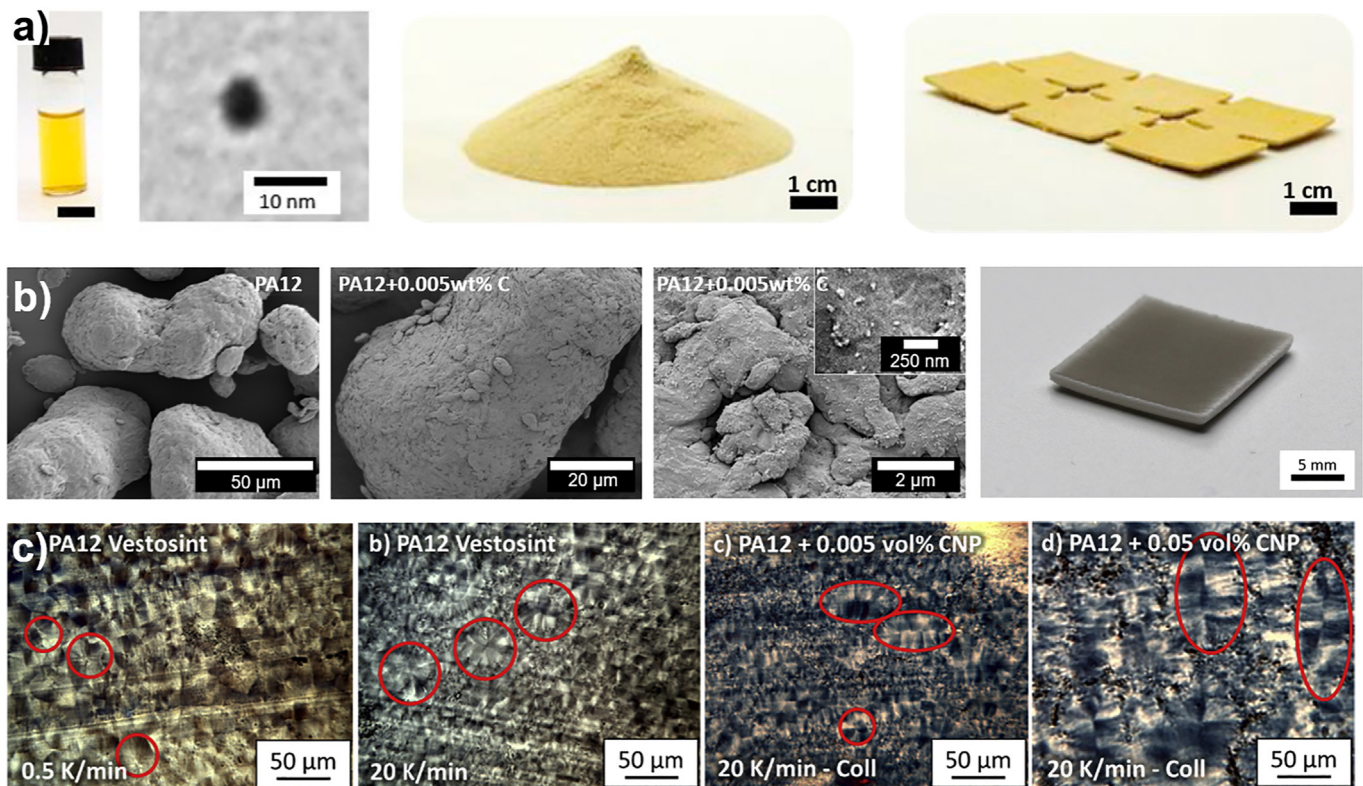 a)
10 nm
1 cm
1 cm
b)
PA12
50 µm
PA12+0.005wt% C
20 µm
PA12+0.005wt% C
250 nm
2 µm
5 mm
c)
PA12 Vestosint
0.5 K/min
50 µm
b) PA12 Vestosint
20 K/min
50 µm
c) PA12 + 0.005 vol% CNP
20 K/min - Coll
50 µm
d) PA12 + 0.05 vol% CNP
20 K/min - Coll
50 µm